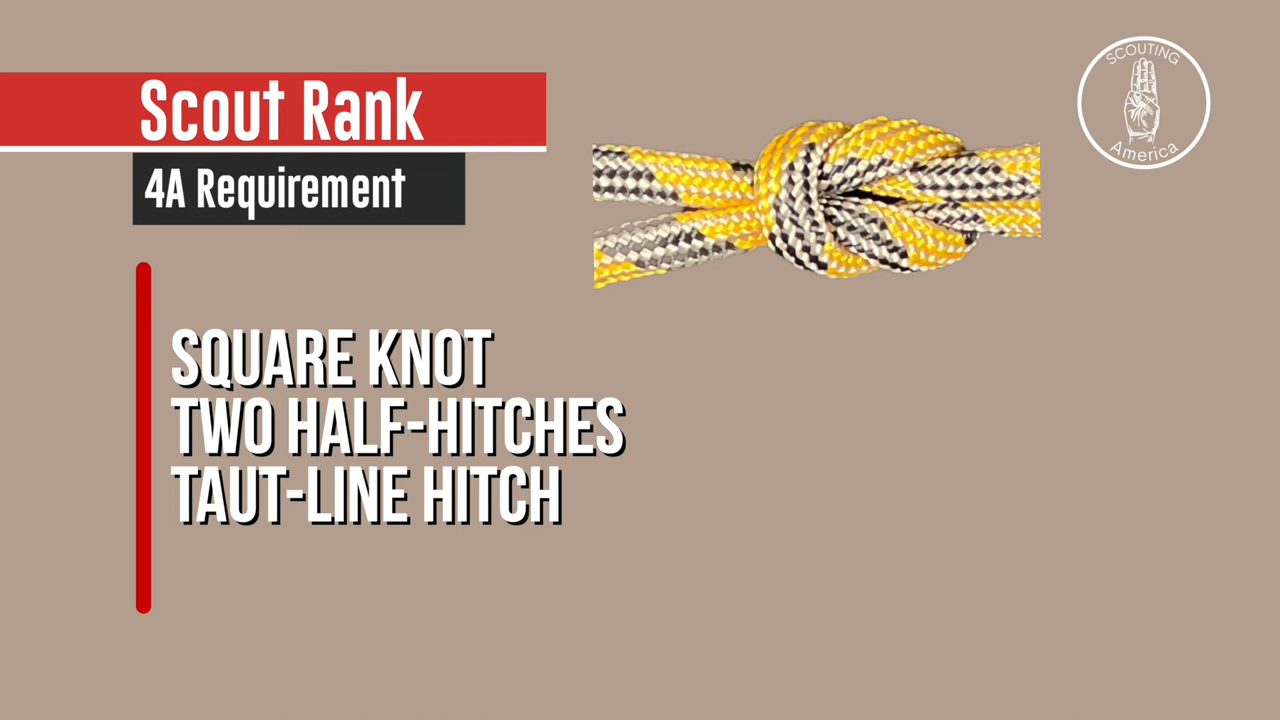 Scout Rank
4A Requirement
SQUARE KNOT
TWO HALF-HITCHES
TAUT-LINE HITCH
SCOUTING
America